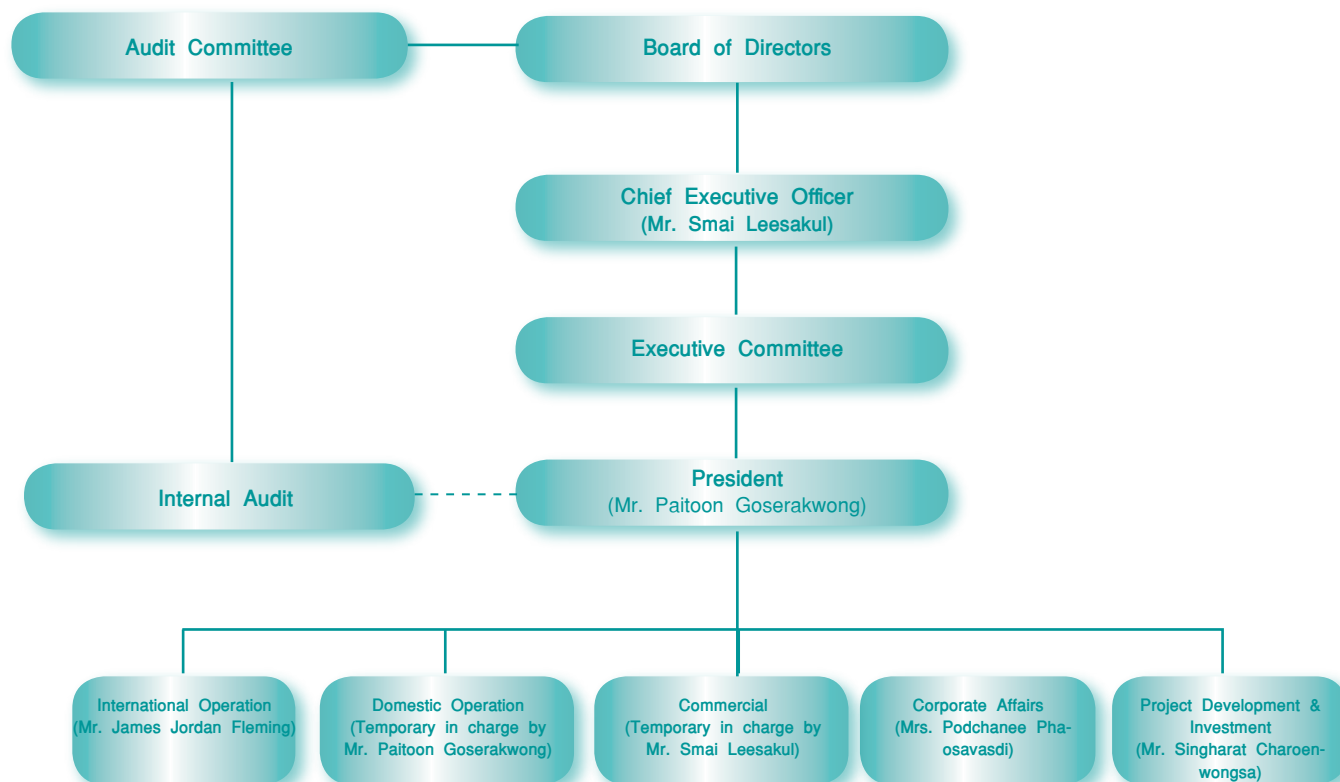 Audit Committee
Board of Directors
Chief Executive Officer
(Mr. Smai Leesakul)
Executive Committee
Internal Audit
President
(Mr. Paitoon Goserakwong)
International Operation
(Mr. James Jordan Fleming)
Domestic Operation
(Temporary in charge by
Mr. Paitoon Goserakwong)
Commercial
(Temporary in charge by
Mr. Smai Leesakul)
Corporate Affairs
(Mrs. Podchanee Pha-
osavasdi)
Project Development &
Investment
(Mr. Singharat Charoen-
wongsa)